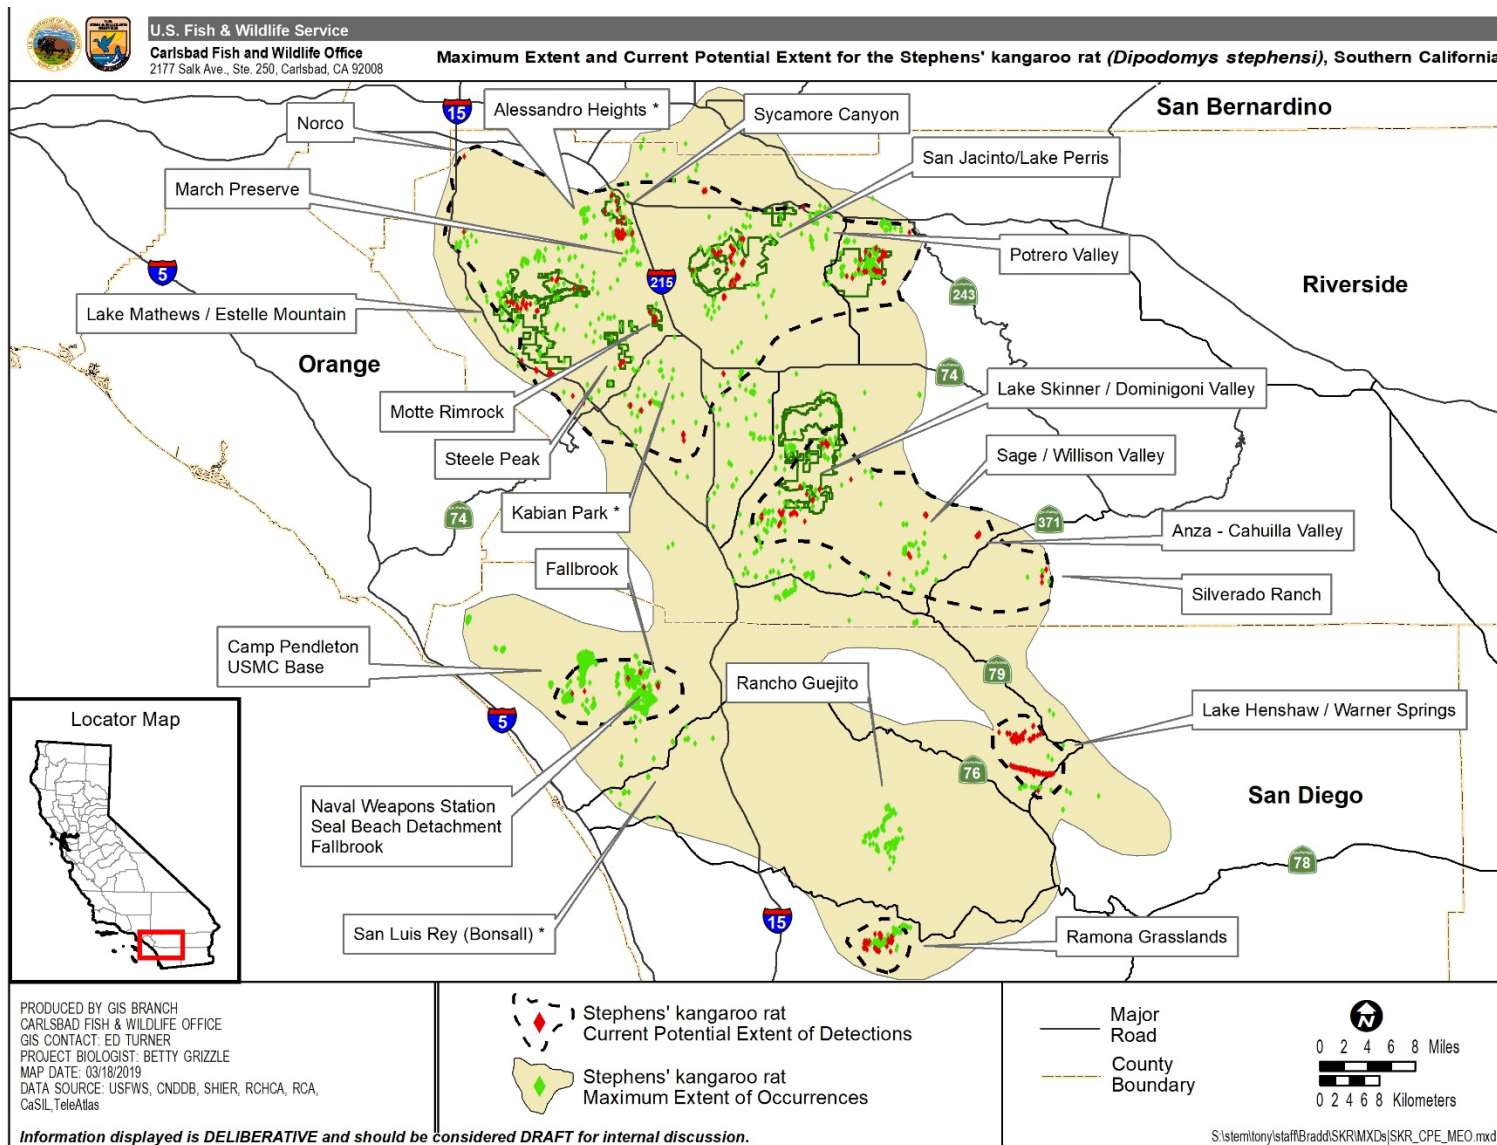 U.S. Fish & Wildlife Service
Carlsbad Fish and Wildlife Office
2177 Salk Ave., Ste. 250, Carlsbad, CA 92008
Maximum Extent and Current Potential Extent for the Stephens' kangaroo rat (Dipodomys stephensi), Southern California
15
Alessandro Heights *
Norco
Sycamore Canyon
San Bernardino
San Jacinto/Lake Perris
March Preserve
Potrero Valley
5
215
243
Riverside
Lake Mathews / Estelle Mountain
Orange
74
Lake Skinner / Dominigoni Valley
Motte Rimrock
Steele Peak
Sage / Willison Valley
Kabian Park *
74
371
Anza - Cahuilla Valley
Fallbrook
Silverado Ranch
Camp Pendleton
USMC Base
79
Rancho Guejito
Lake Henshaw / Warner Springs
5
Locator Map
76
San Diego
Naval Weapons Station
Seal Beach Detachment
Fallbrook
78
15
San Luis Rey (Bonsall) *
Ramona Grasslands
PRODUCED BY GIS BRANCH
CARLSBAD FISH & WILDLIFE OFFICE
GIS CONTACT: ED TURNER
PROJECT BIOLOGIST: BETTY GRIZZLE
MAP DATE: 03/18/2019
DATA SOURCE: USFWS, CNDDB, SHIER, RCHCA, RCA,
CaSIL,TeleAtlas
Information displayed is DELIBERATIVE and should be considered DRAFT for internal discussion.
Stephens' kangaroo rat
Current Potential Extent of Detections
Stephens' kangaroo rat
Maximum Extent of Occurrences
Major
Road
County
Boundary
N
0 2 4 6 8 Miles
0 2 4 6 8 Kilometers
S:\stem\tony\staff\Bradd\SKR\MXDs|SKR_CPE_MEO.mxd